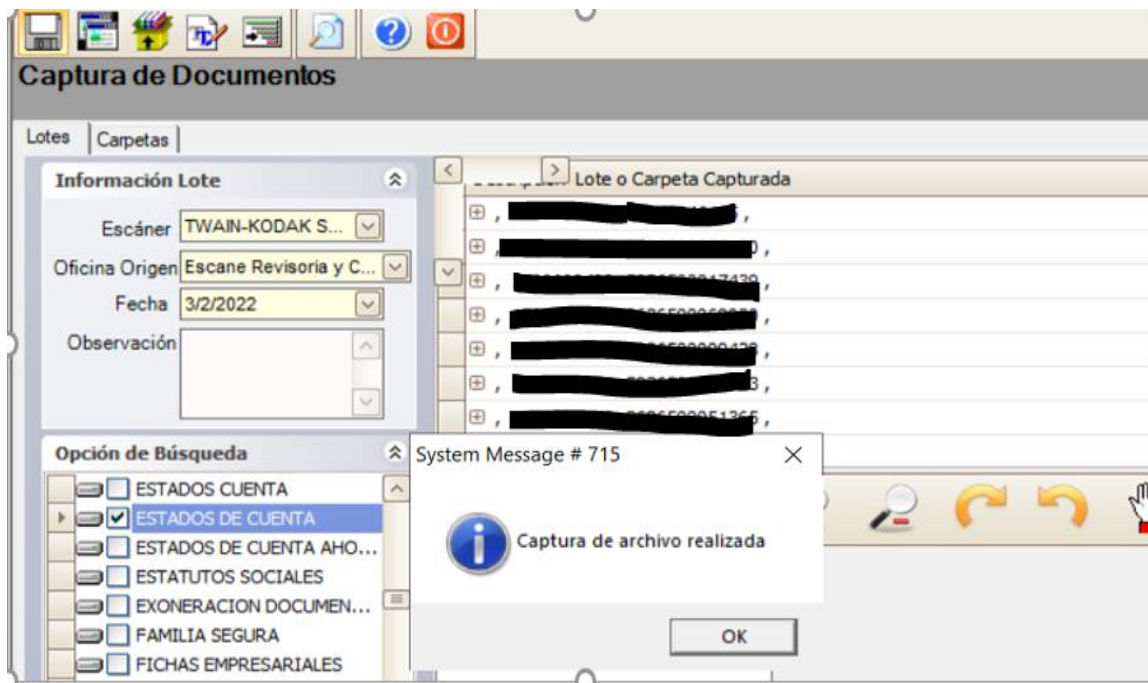 Captura de Documentos
Lotes
Carpetas
Información Lote
Escáner TWAIN-KODAK S...
Oficina Origen Escane Revisoria y C...
Fecha 3/2/2022
Observación
Lote o Carpeta Capturada
Opción de Búsqueda
ESTADOS CUENTA
ESTADOS DE CUENTA
ESTADOS DE CUENTA AHO...
ESTATUTOS SOCIALES
EXONERACION DOCUMEN...
FAMILIA SEGURA
FICHAS EMPRESARIALES
System Message # 715
Captura de archivo realizada
OK